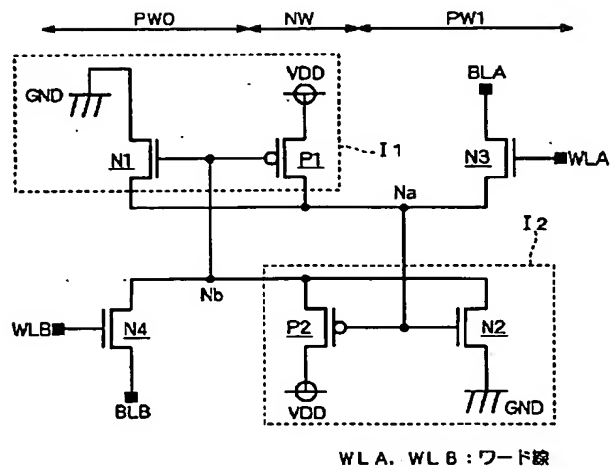 PW0 NW PW1
VDD BLA
GND
N1 P1 I1 N3 WLA
Na
I2
Nb
WLB N4 P2 N2
BLB VDD GND
WLA, WLB:ワード線